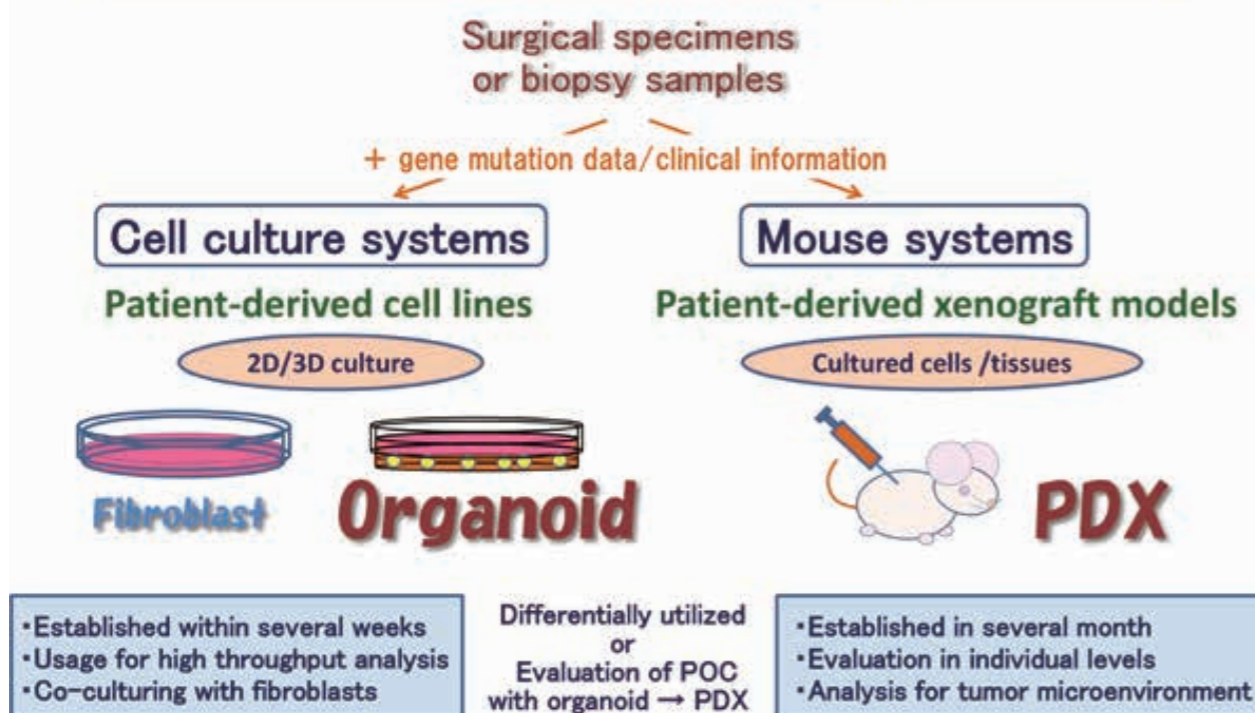 Surgical specimens
or biopsy samples
+ gene mutation data/clinical information
Cell culture systems
Patient-derived cell lines
2D/3D culture
Fibroblast
Organoid
Mouse systems
Patient-derived xenograft models
Cultured cells /tissues
PDX
・Established within several weeks
・Usage for high throughput analysis
・Co-culturing with fibroblasts
Differentially utilized
or
Evaluation of POC
with organoid → PDX
・Established in several month
・Evaluation in individual levels
・Analysis for tumor microenvironment